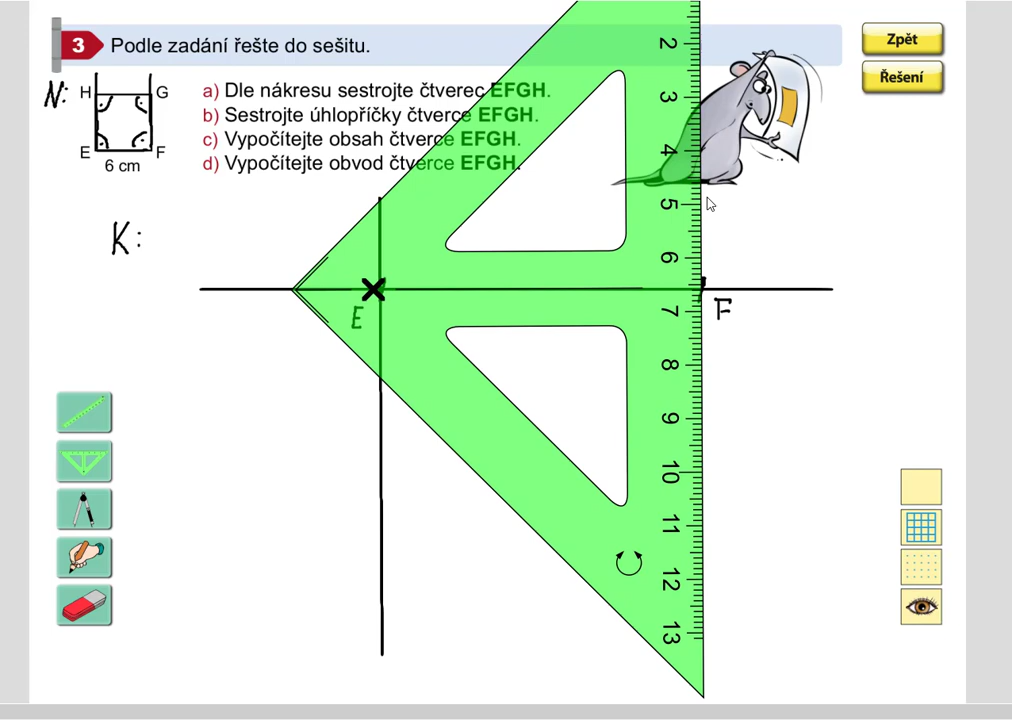 3 Podle zadání řešte do sešitu.
Zpět
Řešení
N:
H G
E F
6 cm
a) Dle nákresu sestrojte čtverec EFGH.
b) Sestrojte úhlopříčky čtverce EFGH.
c) Vypočítejte obsah čtverce EFGH.
d) Vypočítejte obvod čtverce EFGH.
K:
E
F
2
3
4
5
6
7
8
9
10
11
12
13